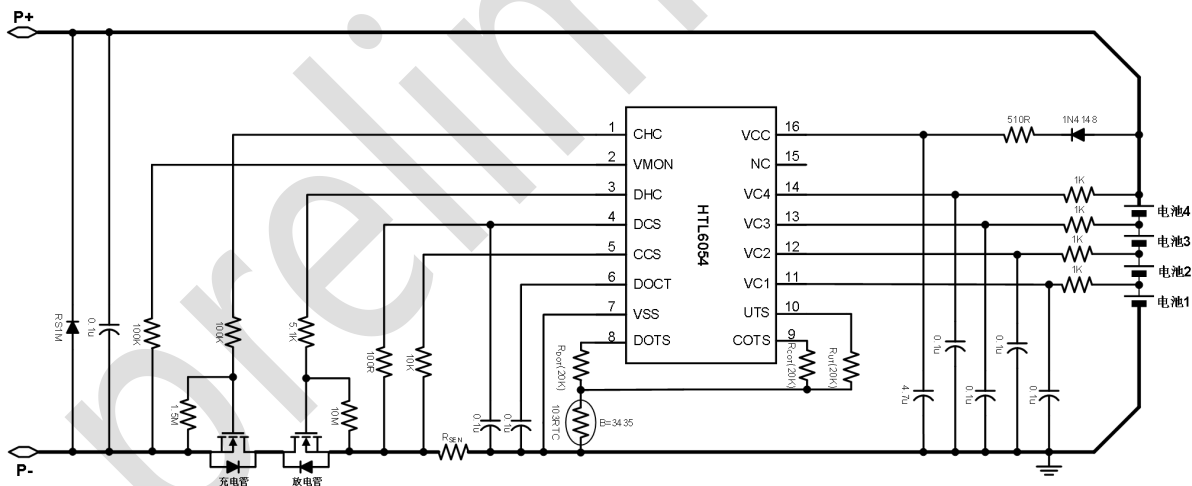 P+
RS1M
0.1u
100K
100K
1.5M
5.1K
10M
100R
10K
0.1u
0.1u
RSEN
充电管
放电管
P-
HTL6054
1 CHC
2 VMON
3 DHC
4 DCS
5 CCS
6 DOCT
7 VSS
8 DOTS
VCC 16
NC 15
VC4 14
VC3 13
VC2 12
VC1 11
UTS 10
COTS 9
RDOT(20K)
103RTC
B=3435
RCOT(20K)
RUT(20K)
510R
1N4148
1K
1K
1K
1K
电池4
电池3
电池2
电池1
4.7u
0.1u
0.1u
0.1u
0.1u
prelim